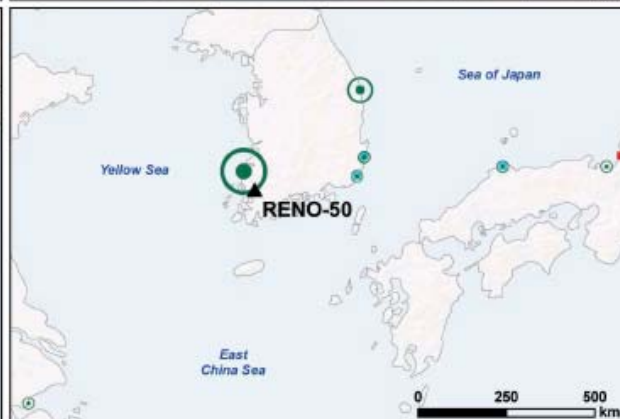 Sea of Japan
Yellow Sea
RENO-50
East
China Sea
0 250 500
km